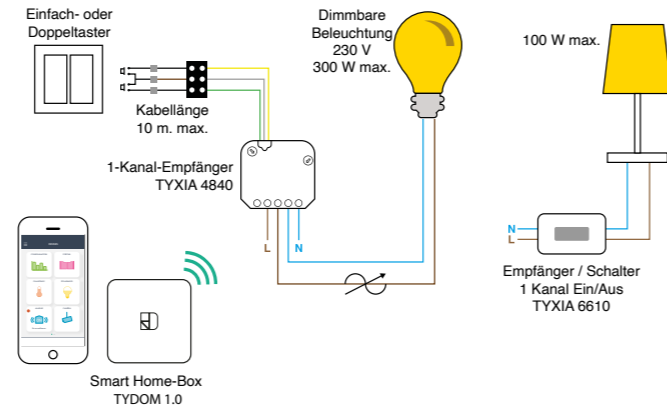 Einfach- oder
Doppeltaster
Kabellänge
10 m. max.
1-Kanal-Empfänger
TYXIA 4840
L
N
Dimmbare
Beleuchtung
230 V
300 W max.
100 W max.
N
L
Empfänger / Schalter
1 Kanal Ein/Aus
TYXIA 6610
Smart Home-Box
TYDOM 1.0